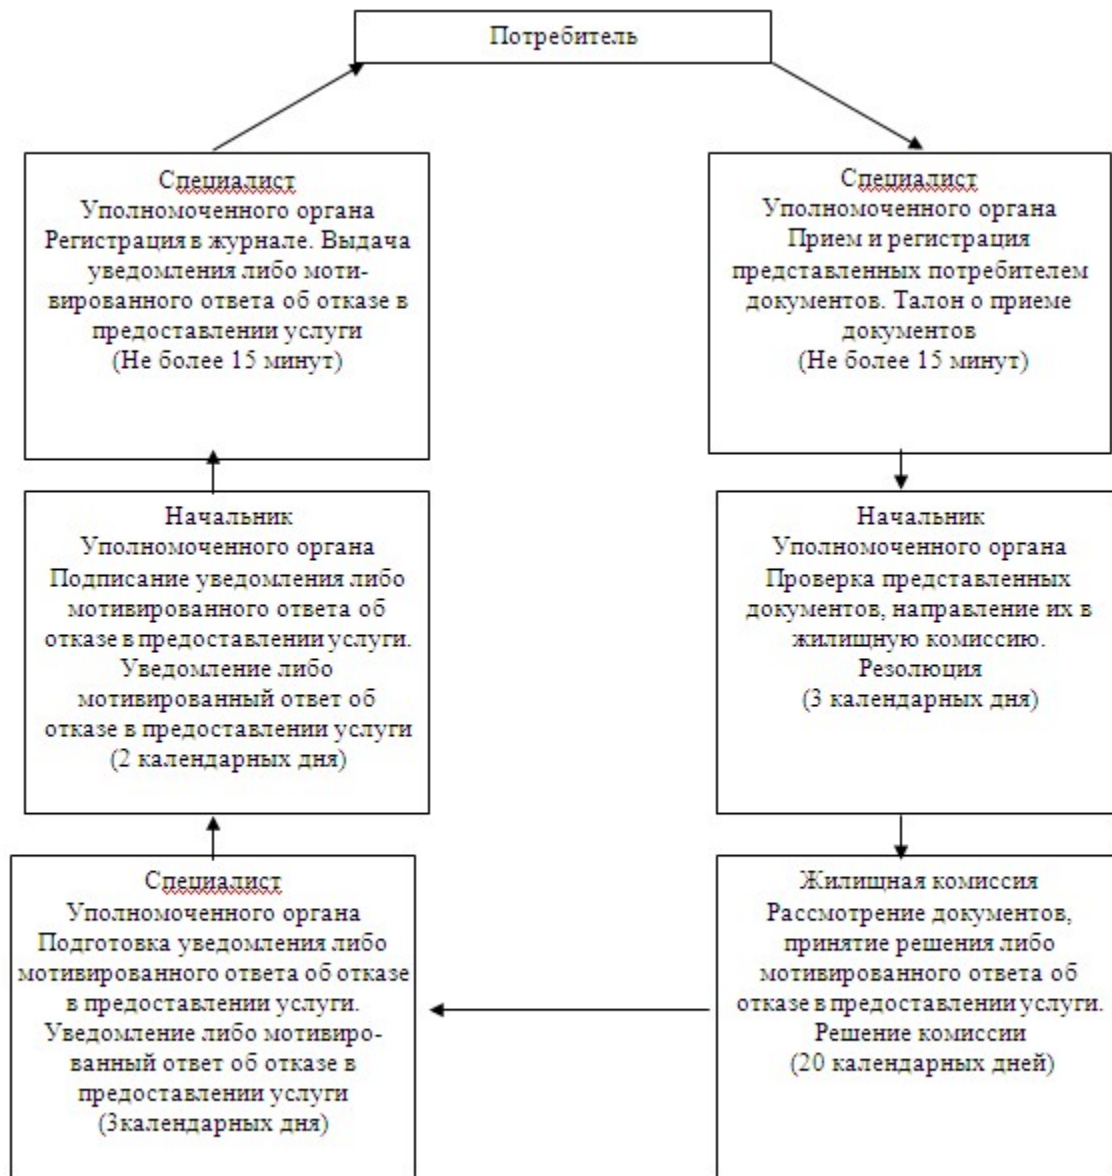 Потребитель
Специалист
Уполномоченного органа
Регистрация в журнале. Выдача
уведомления либо моти-
вированного ответа об отказе в
предоставлении услуги
(Не более 15 минут)
Специалист
Уполномоченного органа
Прием и регистрация
представленных потребителем
документов. Талон о приеме
документов
(Не более 15 минут)
Начальник
Уполномоченного органа
Подписание уведомления либо
мотивированного ответа об
отказе в предоставлении услуги.
Уведомление либо
мотивированный ответ об
отказе в предоставлении услуги
(2 календарных дня)
Начальник
Уполномоченного органа
Проверка представленных
документов, направление их в
жилищную комиссию.
Резолюция
(3 календарных дня)
Специалист
Уполномоченного органа
Подготовка уведомления либо
мотивированного ответа об отказе
в предоставлении услуги.
Уведомление либо мотивиро-
ванный ответ об отказе в
предоставлении услуги
(3календарных дня)
Жилищная комиссия
Рассмотрение документов,
принятие решения либо
мотивированного ответа об
отказе в предоставлении услуги.
Решение комиссии
(20 календарных дней)